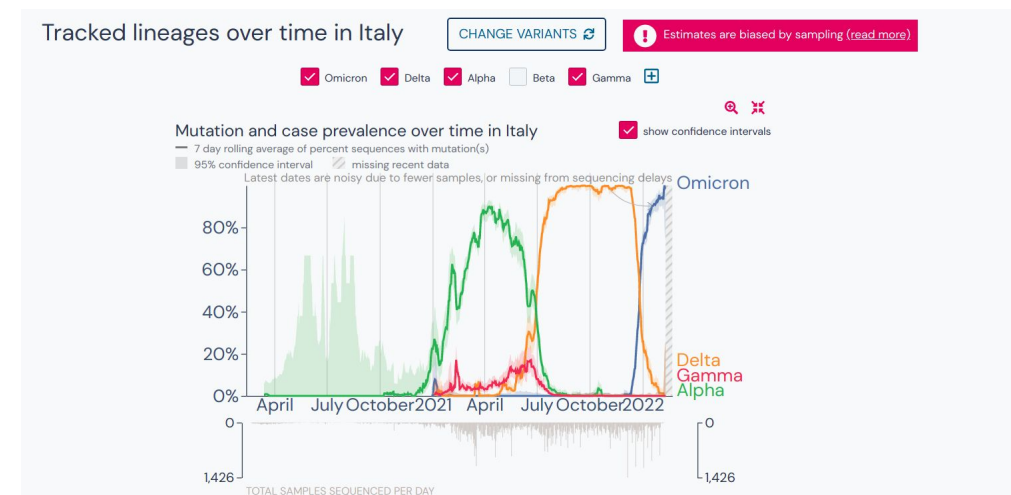 Tracked lineages over time in Italy
CHANGE VARIANTS
! Estimates are biased by sampling (read more)
Omicron Delta Alpha Beta Gamma
Mutation and case prevalence over time in Italy
show confidence intervals
7 day rolling average of percent sequences with mutation(s)
95% confidence interval missing recent data
Latest dates are noisy due to fewer samples, or missing from sequencing delays
Omicron
80%
60%
40%
20%
Delta
Gamma
Alpha
0%
April July October 2021 April July October 2022
0 0
1,426 1,426
TOTAL SAMPLES SEQUENCED PER DAY